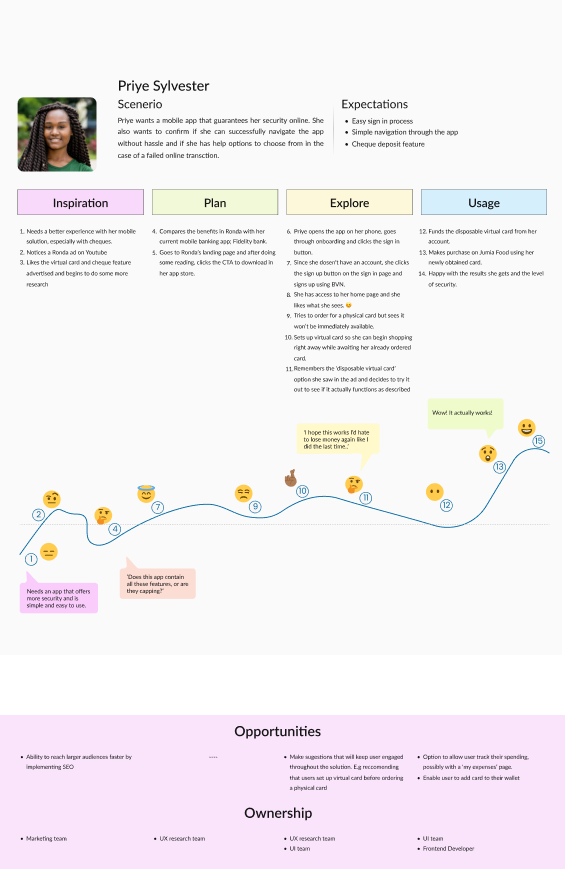 Priye Sylvester
Scenerio
Priye wants a mobile app that guarantees her security online. She
also wants to confirm if she can successfully navigate the app
without hassle and if she has help options to choose from in the
case of a failed online transction.
Expectations
Easy sign in process
Simple navigation through the app
Cheque deposit feature
Inspiration
Plan
Explore
Usage
1. Needs a better experience with her mobile
solution, especially with cheques.
2. Notices a Ronda ad on Youtube
3. Likes the virtual card and cheque feature
advertised and begins to do some more
research
4. Compares the benefits in Ronda with her
current mobile banking app; Fidelity bank.
5. Goes to Ronda's landing page and after doing
some reading, clicks the CTA to download in
her app store.
6. Priye opens the app on her phone, goes
through onboarding and clicks the sign in
button.
7. Since she dosen't have an account, she clicks
the sign up button on the sign in page and
signs up using BVN.
8. She has access to her home page and she
likes what she sees. 😊
9. Tries to order for a physical card but sees it
won't be immediately available.
10. Sets up virtual card so she can begin shopping
right away while awaiting her already ordered
card.
11. Remembers the 'disposable virtual card'
option she saw in the ad and decides to try it
out to see if it actually functions as described
12. Funds the disposable virtual card from her
account.
13. Makes purchase on Jumia Food using her
newly obtained card.
14. Happy with the results she gets and the level
of security.
Wow! It actually works!
'I hope this works I'd hate
to lose money again like I
did the last time.'
15
13
10
11
12
9
7
2
4
1
'Does this app contain
all these features, or are
they capping?'
Needs an app that offers
more security and is
simple and easy to use.
Opportunities
Ability to reach larger audiences faster by
implementing SEO
----
Make sugestions that will keep user engaged
throughout the solution. E.g reccomending
that users set up virtual card before ordering
a physical card
Option to allow user track their spending,
possibly with a 'my expenses' page.
Enable user to add card to their wallet
Ownership
Marketing team
UX research team
UX research team
UI team
UI team
Frontend Developer